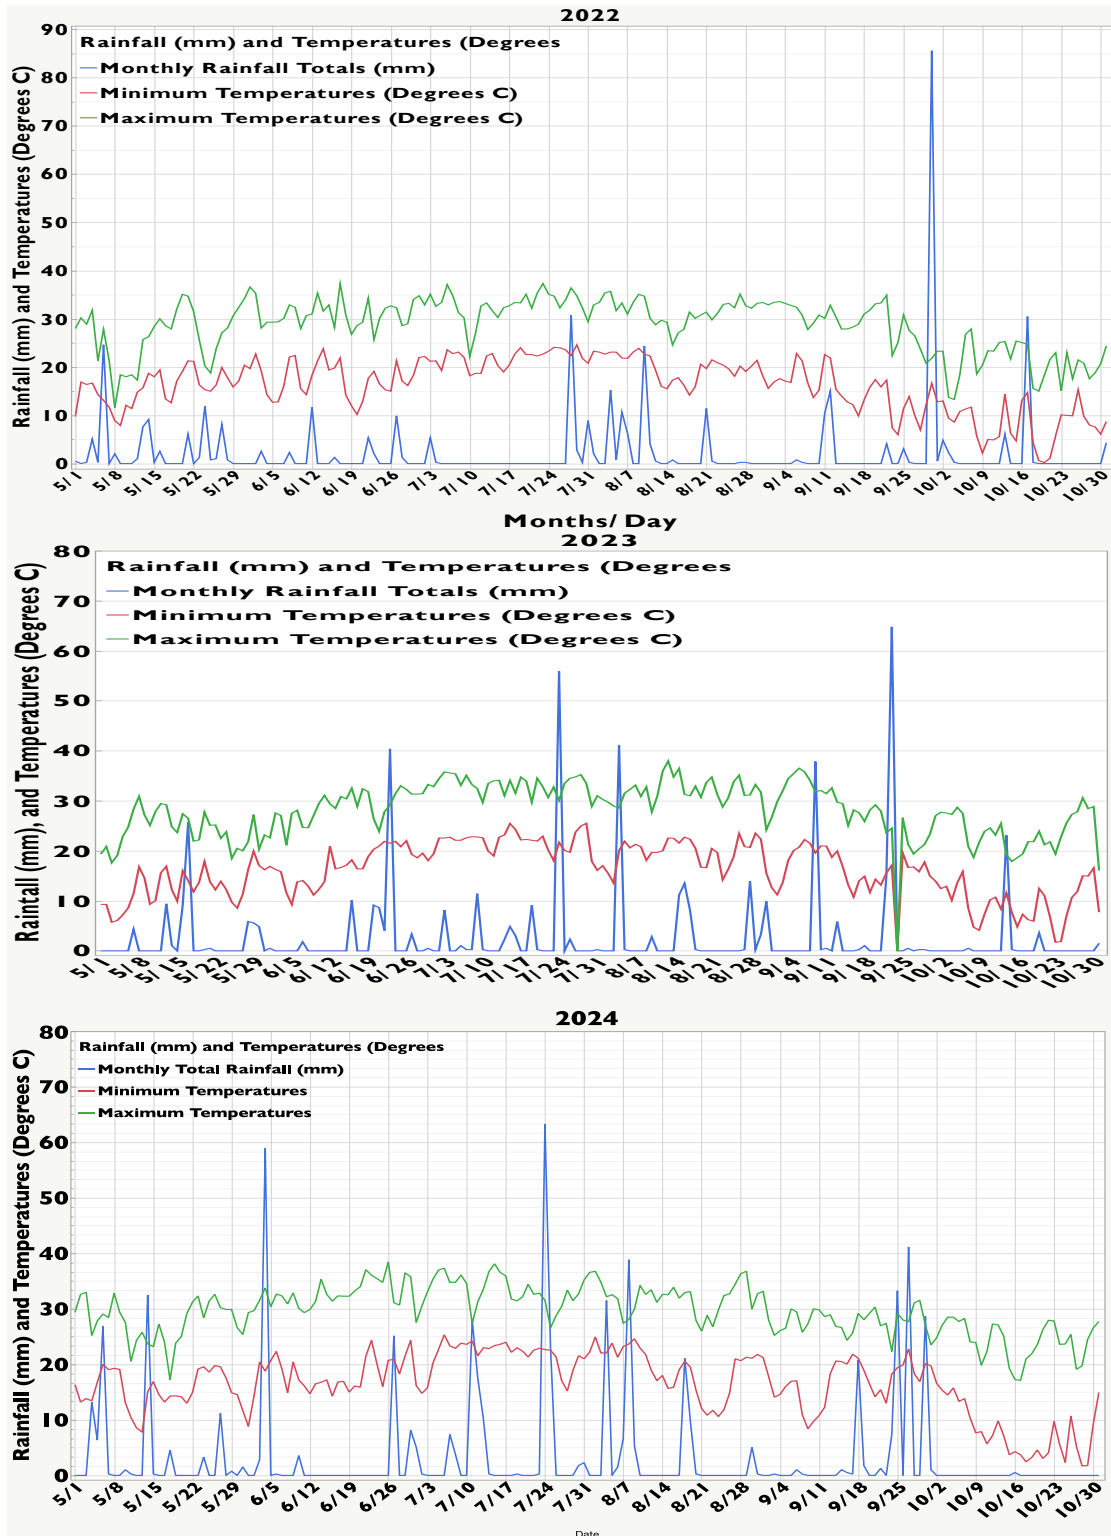 2022
Rainfall (mm) and Temperatures (Degrees C)
90
80
70
60
50
40
30
20
10
0
Rainfall (mm) and Temperatures (Degrees
Monthly Rainfall Totals (mm)
Minimum Temperatures (Degrees C)
Maximum Temperatures (Degrees C)
5/1 5/8 5/15 5/22 5/29 6/5 6/12 6/19 6/26 7/3 7/10 7/17 7/24 7/31 8/7 8/14 8/21 8/28 9/4 9/11 9/18 9/25 10/2 10/9 10/16 10/23 10/30
Months/ Day
2023
Raintall (mm), and Temperatures (Degrees C)
80
70
60
50
40
30
20
10
0
Rainfall (mm) and Temperatures (Degrees
Monthly Rainfall Totals (mm)
Minimum Temperatures (Degrees C)
Maximum Temperatures (Degrees C)
5/ 1 5/ 8 5/ 15 5/ 22 5/ 29 6/ 5 6/ 12 6/ 19 6/ 26 7/ 3 7/ 10 7/ 17 7/ 24 7/ 31 8/ 7 8/ 14 8/ 21 8/ 28 9/ 4 9/ 11 9/ 18 9/ 25 10/ 2 10/ 9 10/ 16 10/ 23 10/ 30
2024
Rainfall (mm) and Temperatures (Degrees C)
80
70
60
50
40
30
20
10
0
Rainfall (mm) and Temperatures (Degrees
Monthly Total Rainfall (mm)
Minimum Temperatures
Maximum Temperatures
5/1 5/8 5/15 5/22 5/29 6/5 6/12 6/19 6/26 7/3 7/10 7/17 7/24 7/31 8/7 8/14 8/21 8/28 9/4 9/11 9/18 9/25 10/2 10/9 10/16 10/23 10/30
Date